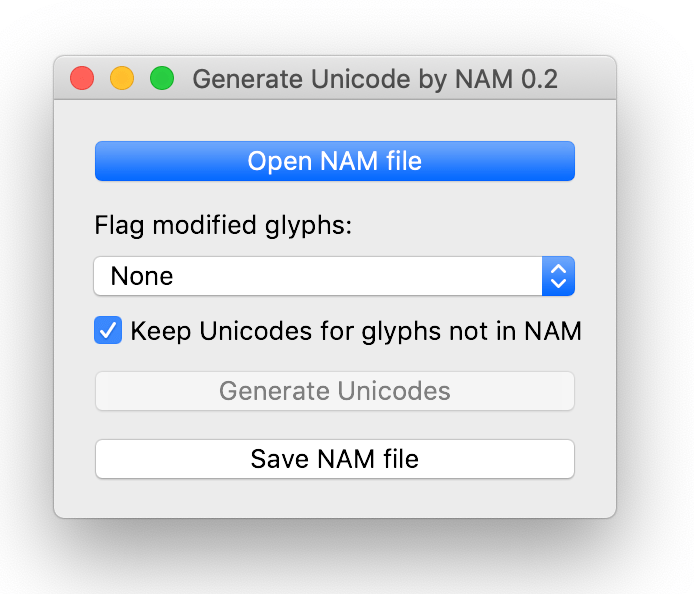 Generate Unicode by NAM 0.2
Open NAM file
Flag modified glyphs:
None
Keep Unicodes for glyphs not in NAM
Generate Unicodes
Save NAM file